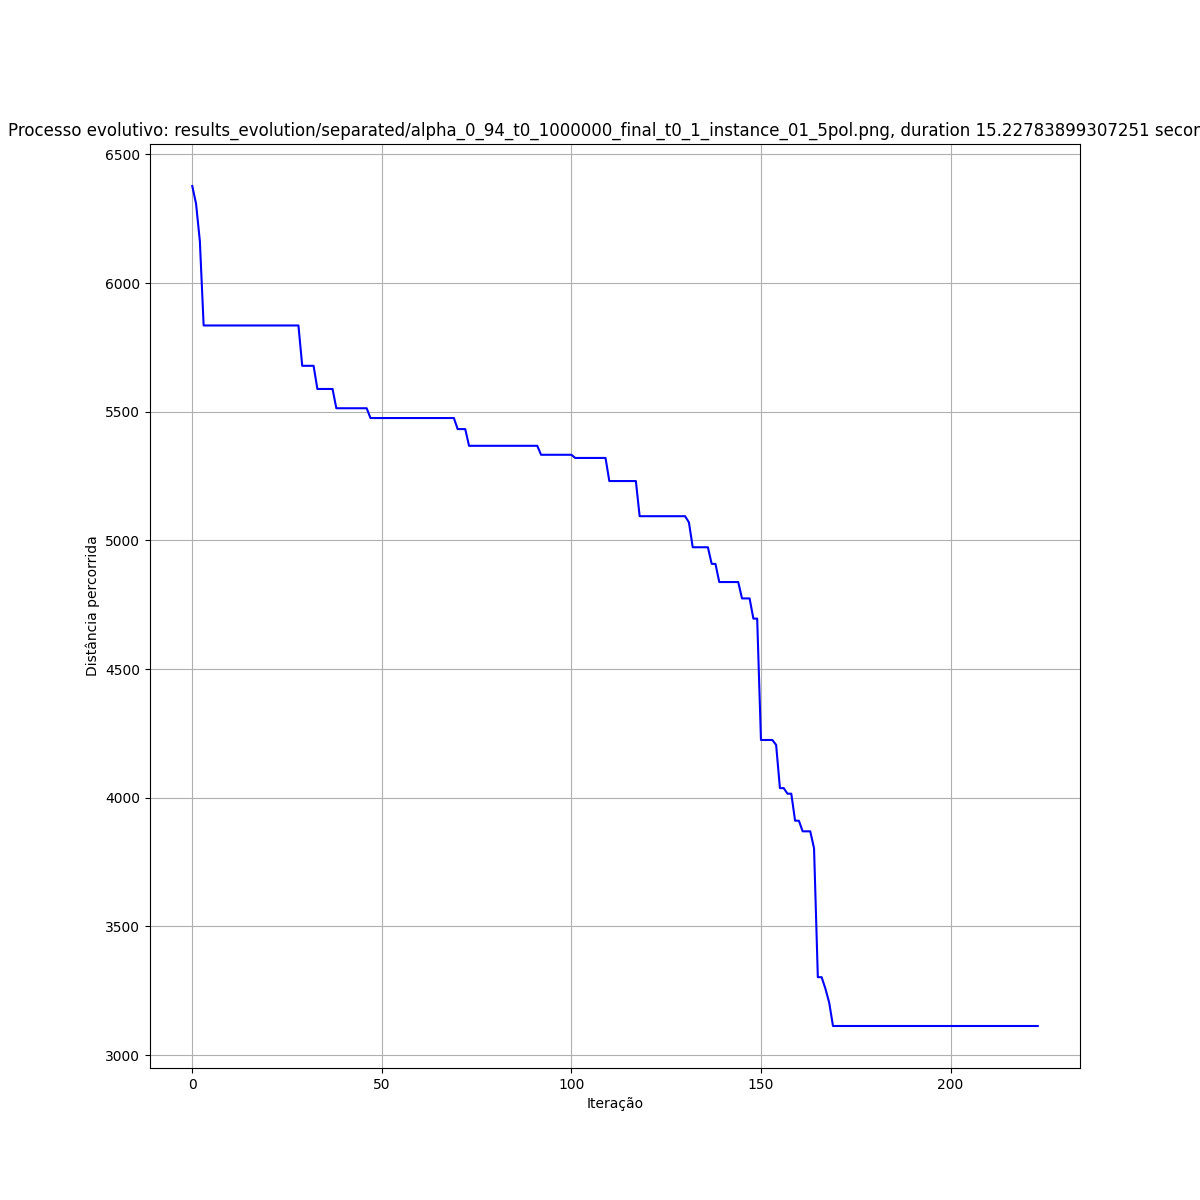 Processo evolutivo: results_evolution/separated/alpha_0_94_t0_1000000_final_t0_1_instance_01_5pol.png, duration 15.22783899307251 secor
6500
6000
5500
5000
4500
4000
3500
3000
Distância percorrida
0 50 100 150 200
Iteração